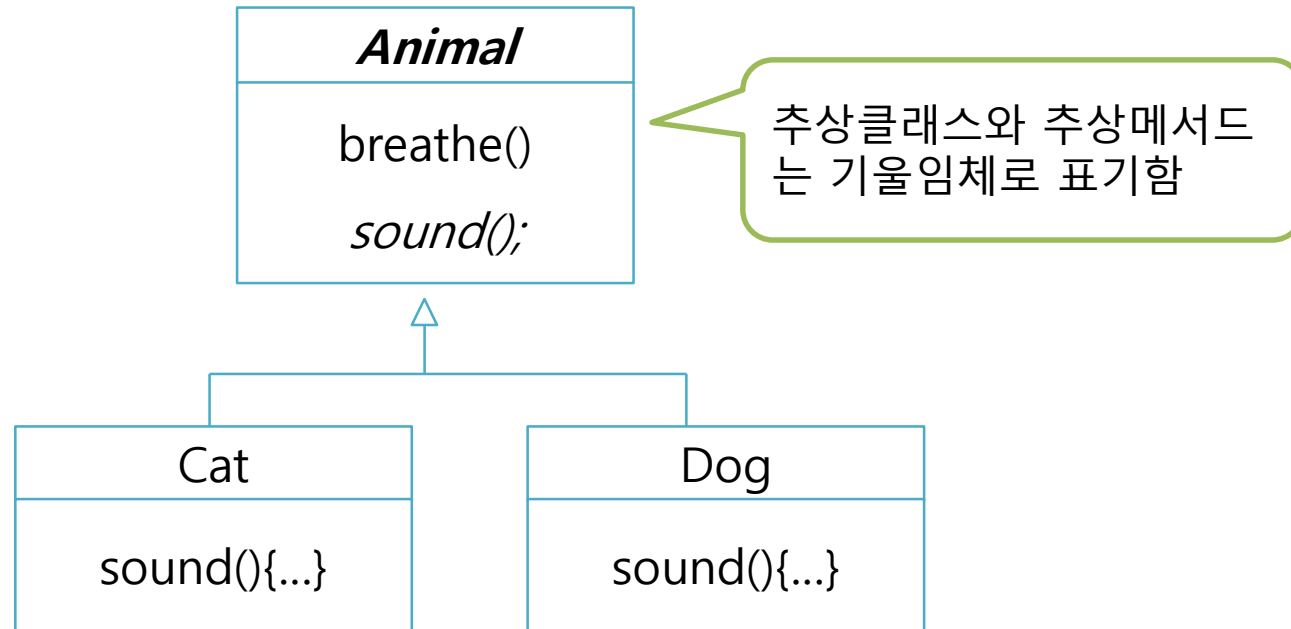 Animal
breathe()
sound();
추상클래스와 추상메서드
는 기울임체로 표기함
Cat
sound(){...}
Dog
sound(){...}